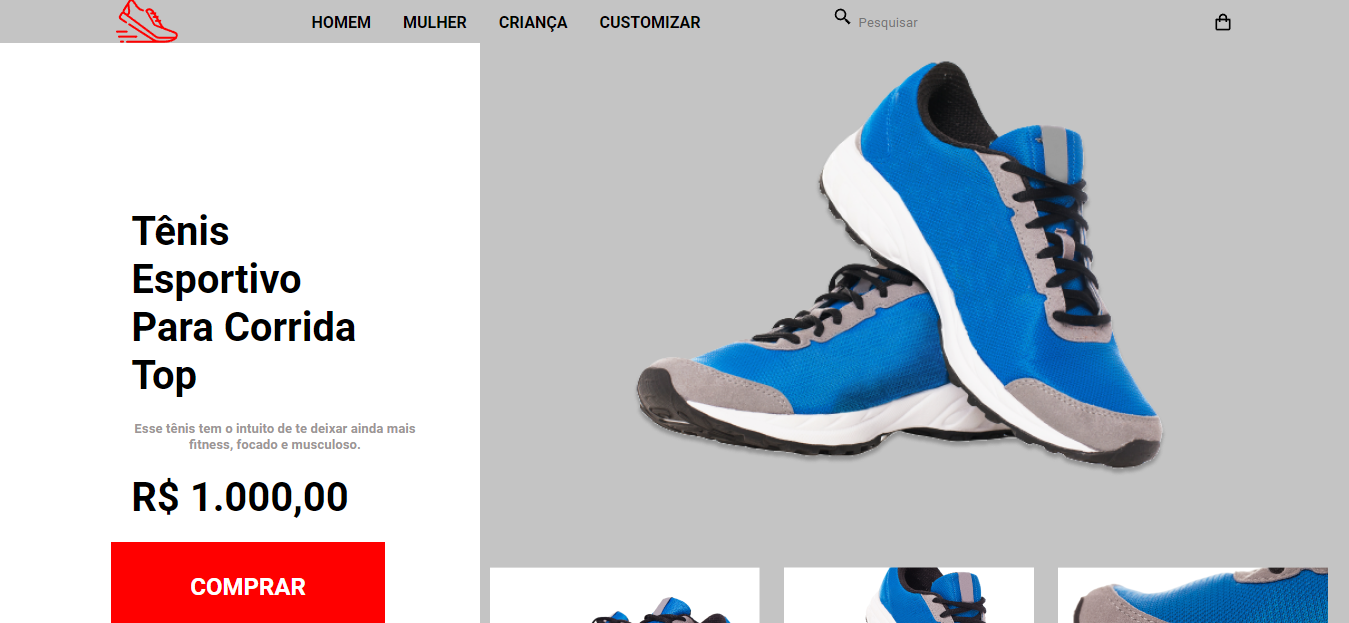 HOMEM MULHER CRIANÇA CUSTOMIZAR Pesquisar
Tênis
Esportivo
Para Corrida
Top
Esse tênis tem o intuito de te deixar ainda mais
fitness, focado e musculoso.
R$ 1.000,00
COMPRAR